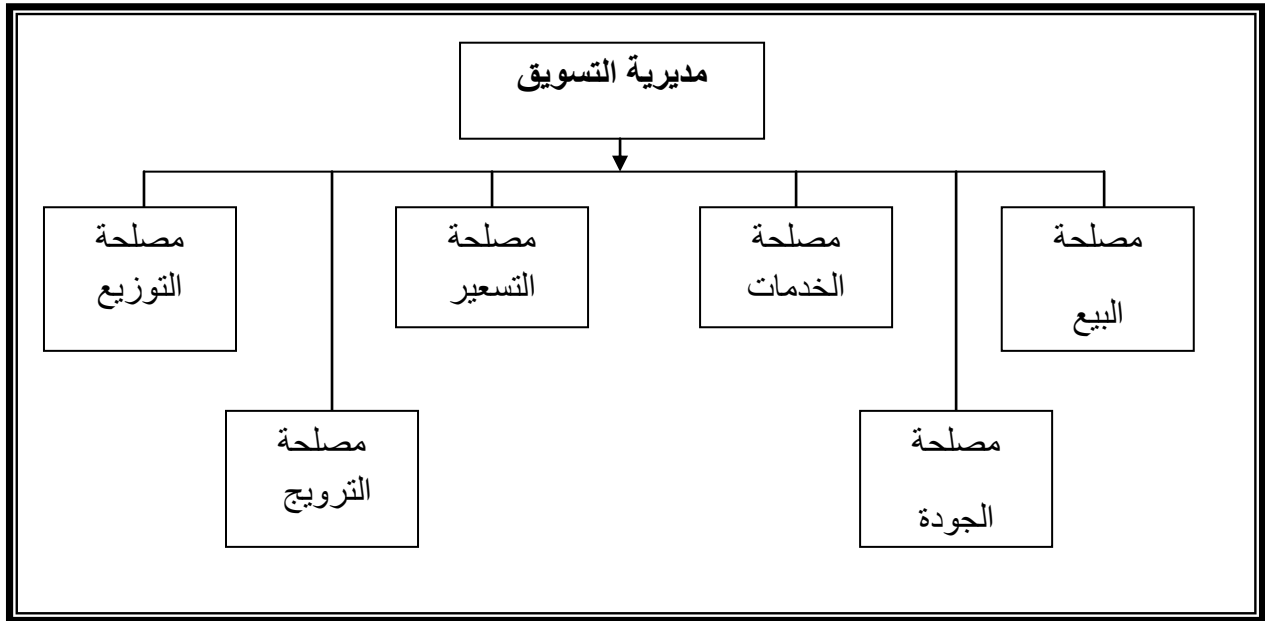 مديرية التسويق
مصلحة
البيع
مصلحة
الخدمات
مصلحة
التسعير
مصلحة
التوزيع
مصلحة
الجودة
مصلحة
الترويج